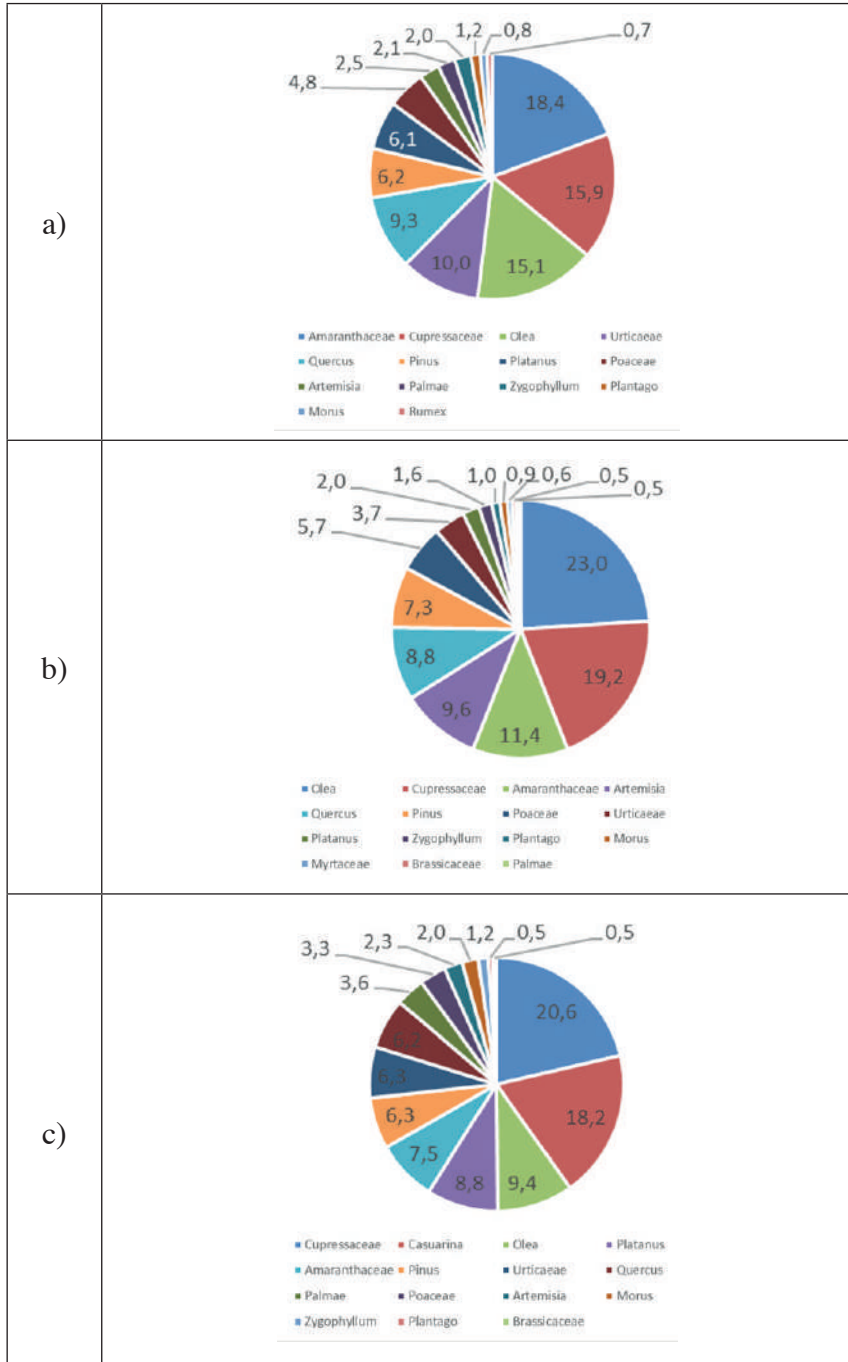 a)
2,0
1,2
0,8
0,7
2,1
2,5
4,8
18,4
6,1
6,2
15,9
9,3
10,0
15,1
Amaranthaceae Cupressaceae Olea Urticaeae
Quercus Pinus Platanus Poaceae
Artemisia Palmae Zygophyllum Plantago
Morus Rumex
b)
1,6
1,0
0,9
0,6
0,5
0,5
2,0
3,7
5,7
23,0
7,3
8,8
19,2
9,6
11,4
Olea Cupressaceae Amaranthaceae Artemisia
Quercus Pinus Poaceae Urticaeae
Platanus Zygophyllum Plantago Morus
Myrtaceae Brassicaceae Palmae
c)
2,0
1,2
0,5
0,5
3,3
2,3
3,6
20,6
6,3
6,3
18,2
7,5
8,8
9,4
Cupressaceae Casuarina Olea Platanus
Amaranthaceae Pinus Urticaeae Quercus
Palmae Poaceae Artemisia Morus
Zygophyllum Plantago Brassicaceae